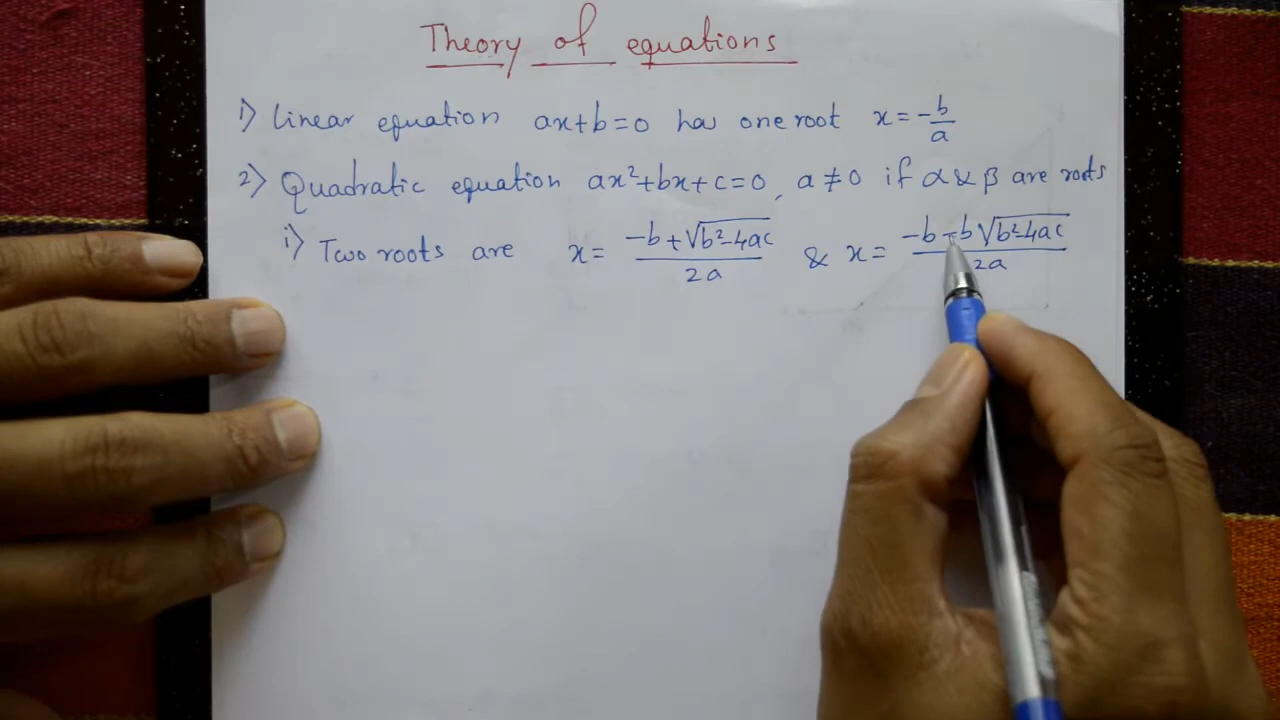 Theory of equations
1) Linear equation ax+b=0 has one root x = -b/a
2) Quadratic equation ax²+bx+c=0, a≠0 if α & β are roots
i) Two roots are x = (-b+√(b²-4ac))/2a & x = (-b-b√(b²-4ac))/2a